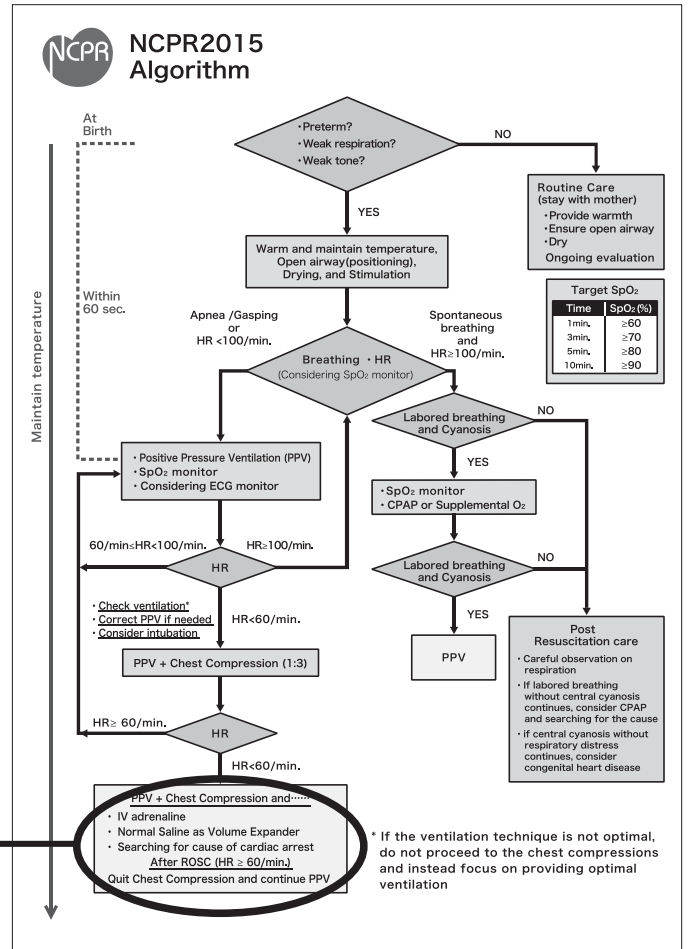 NCPR
NCPR2015
Algorithm
At
Birth
・Preterm?
・Weak respiration?
・Weak tone?
NO
YES
Routine Care
(stay with mother)
・Provide warmth
・Ensure open airway
・Dry
Ongoing evaluation
Warm and maintain temperature,
Open airway(positioning),
Drying, and Stimulation
Target SpO₂
Time SpO₂(%)
1min. ≥60
3min. ≥70
5min. ≥80
10min. ≥90
Maintain temperature
Within
60 sec.
Apnea /Gasping
or
HR <100/min.
Spontaneous
breathing
and
HR≥100/min.
Breathing ・HR
(Considering SpO₂ monitor)
Labored breathing
and Cyanosis
NO
YES
・Positive Pressure Ventilation (PPV)
・SpO₂ monitor
・Considering ECG monitor
・SpO₂ monitor
・CPAP or Supplemental O₂
60/min≤HR<100/min.
HR≥100/min.
HR
Labored breathing
and Cyanosis
NO
YES
・Check ventilation*
・Correct PPV if needed
・Consider intubation
HR<60/min.
PPV + Chest Compression (1:3)
PPV
Post
Resuscitation care
・Careful observation on
respiration
・If labored breathing
without central cyanosis
continues, consider CPAP
and searching for the cause
・if central cyanosis without
respiratory distress
continues, consider
congenital heart disease
HR≥ 60/min.
HR
HR<60/min.
PPV + Chest Compression and……
・IV adrenaline
・Normal Saline as Volume Expander
・Searching for cause of cardiac arrest
After ROSC (HR ≥ 60/min.)
Quit Chest Compression and continue PPV
* If the ventilation technique is not optimal,
do not proceed to the chest compressions
and instead focus on providing optimal
ventilation